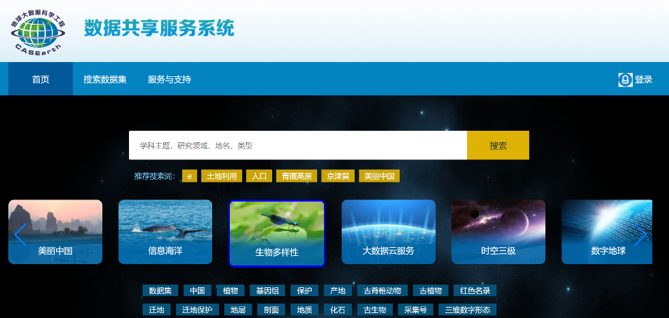 地球大数据科学工程
CASEarth
数据共享服务系统
首页 搜索数据集 服务与支持 登录
学科主题，研究领域，地名，类型 搜索
推荐搜索词： e 土地利用 人口 青藏高原 京津冀 美丽中国
美丽中国 信息海洋 生物多样性 大数据云服务 时空三极 数字地球
数据集 中国 植物 基因组 保护 产地 古脊椎动物 古植物 红色名录
迁地 迁地保护 地层 剖面 地质 化石 古生物 采集号 三维数字形态